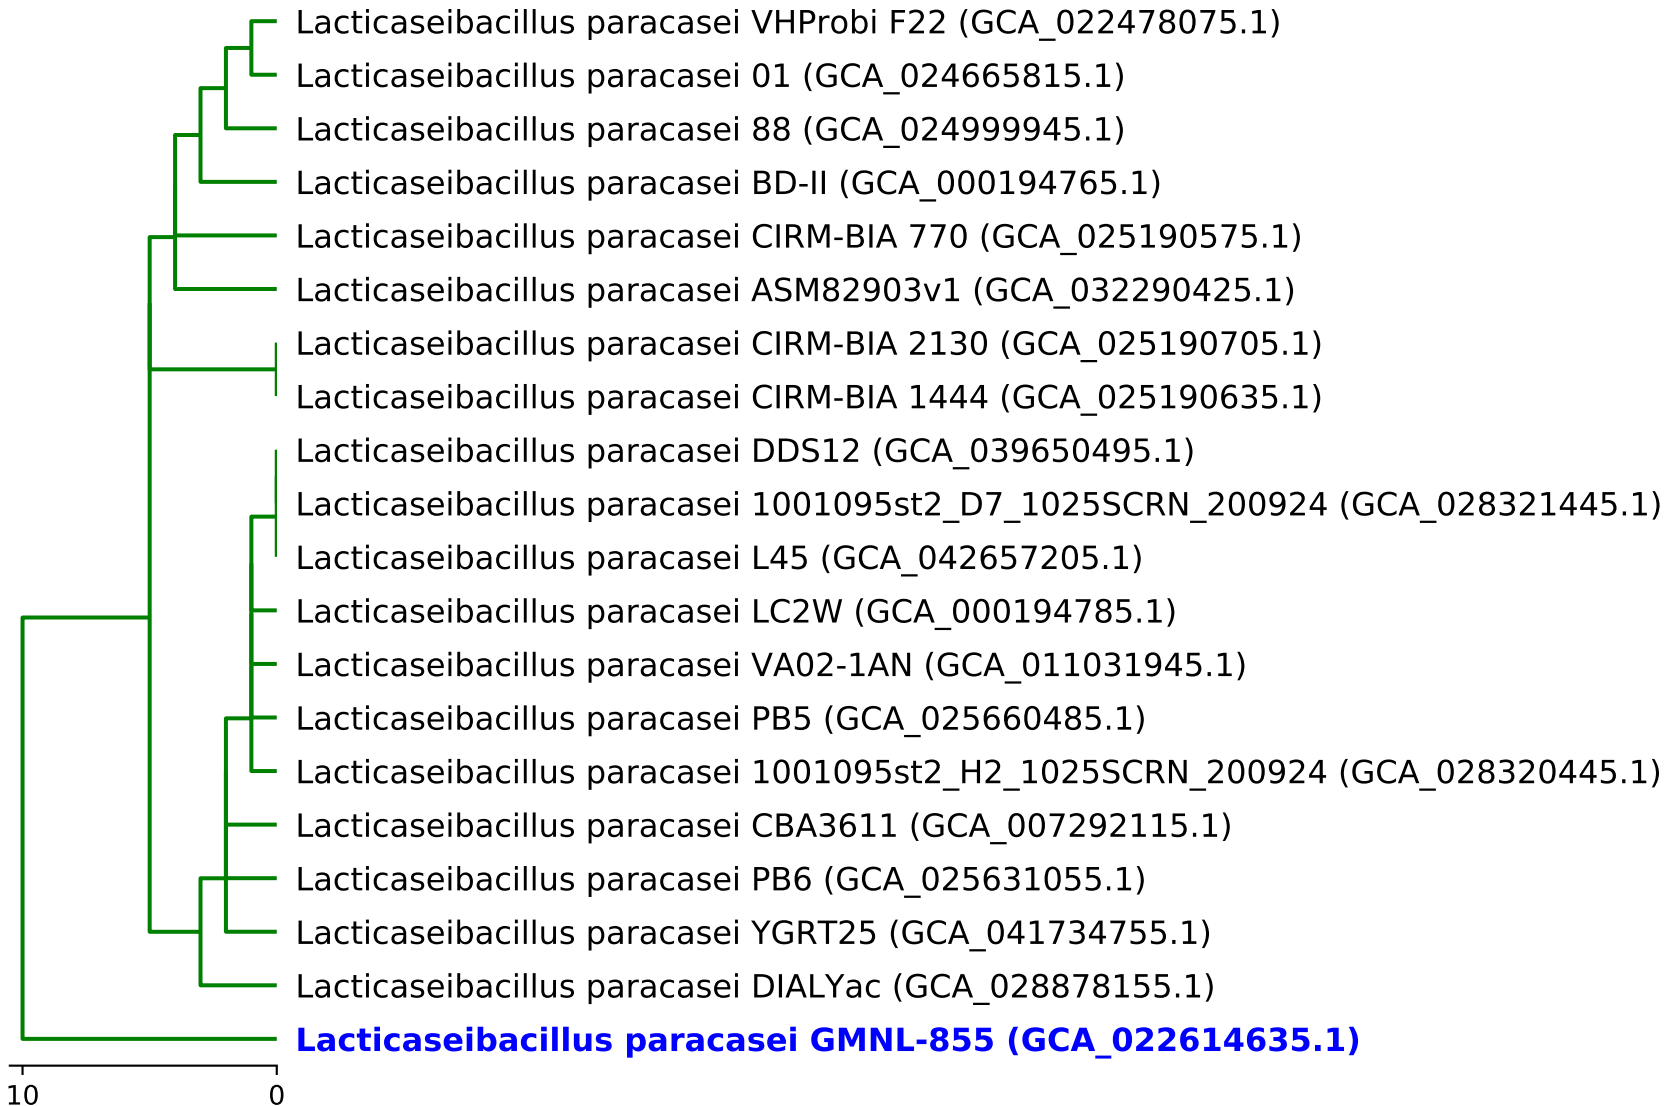 Lacticaseibacillus paracasei VHProbi F22 (GCA_022478075.1)
Lacticaseibacillus paracasei 01 (GCA_024665815.1)
Lacticaseibacillus paracasei 88 (GCA_024999945.1)
Lacticaseibacillus paracasei BD-II (GCA_000194765.1)
Lacticaseibacillus paracasei CIRM-BIA 770 (GCA_025190575.1)
Lacticaseibacillus paracasei ASM82903v1 (GCA_032290425.1)
Lacticaseibacillus paracasei CIRM-BIA 2130 (GCA_025190705.1)
Lacticaseibacillus paracasei CIRM-BIA 1444 (GCA_025190635.1)
Lacticaseibacillus paracasei DDS12 (GCA_039650495.1)
Lacticaseibacillus paracasei 1001095st2_D7_1025SCRN_200924 (GCA_028321445.1)
Lacticaseibacillus paracasei L45 (GCA_042657205.1)
Lacticaseibacillus paracasei LC2W (GCA_000194785.1)
Lacticaseibacillus paracasei VA02-1AN (GCA_011031945.1)
Lacticaseibacillus paracasei PB5 (GCA_025660485.1)
Lacticaseibacillus paracasei 1001095st2_H2_1025SCRN_200924 (GCA_028320445.1)
Lacticaseibacillus paracasei CBA3611 (GCA_007292115.1)
Lacticaseibacillus paracasei PB6 (GCA_025631055.1)
Lacticaseibacillus paracasei YGRT25 (GCA_041734755.1)
Lacticaseibacillus paracasei DIALYac (GCA_028878155.1)
Lacticaseibacillus paracasei GMNL-855 (GCA_022614635.1)
10 0